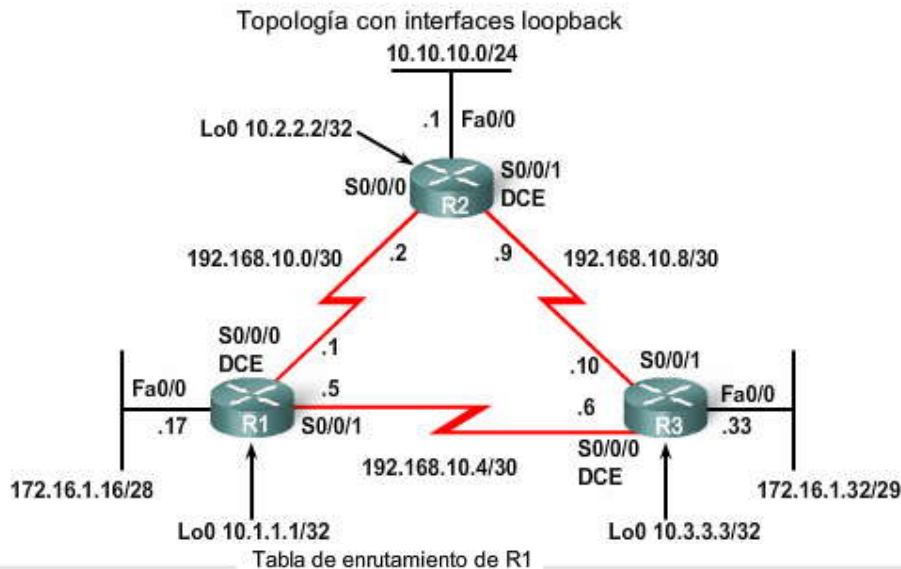 Topología con interfaces loopback
10.10.10.0/24
.1 Fa0/0
Lo0 10.2.2.2/32
S0/0/0
R2
S0/0/1
DCE
192.168.10.0/30
.2
.9
192.168.10.8/30
S0/0/0
DCE
.1
.10
S0/0/1
Fa0/0
.17
R1
.5
S0/0/1
.6
R3
Fa0/0
.33
S0/0/0
DCE
192.168.10.4/30
172.16.1.16/28
172.16.1.32/29
Lo0 10.1.1.1/32
Lo0 10.3.3.3/32
Tabla de enrutamiento de R1